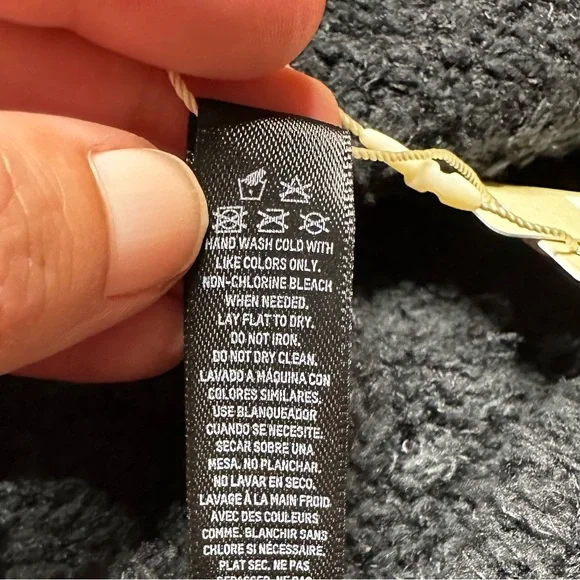 HAND WASH COLD WITH
LIKE COLORS ONLY.
NON-CHLORINE BLEACH
WHEN NEEDED.
LAY FLAT TO DRY.
DO NOT IRON.
DO NOT DRY CLEAN.
LAVADO A MÁQUINA CON
COLORES SIMILARES.
USE BLANQUEADOR
CUANDO SE NECESITE.
SECAR SOBRE UNA
MESA. NO PLANCHAR.
NO LAVAR EN SECO.
LAVAGE À LA MAIN FROID
AVEC DES COULEURS
COMME. BLANCHIR SANS
CHLORE SI NÉCESSAIRE.
PLAT SEC. NE PAS
REPASSER. NE PAS